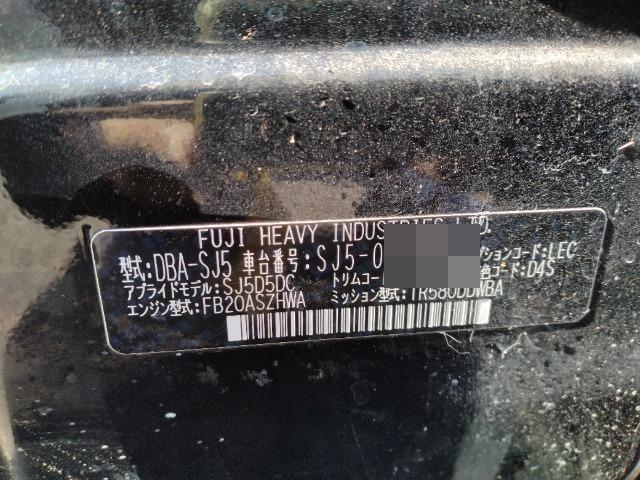 FUJI HEAVY INDUSTRIES LTD.
型式:DBA-SJ5 車台番号:SJ5-0
アプライドモデル:SJ5D5DC トリムコー プションコード:LEC
エンジン型式:FB20ASZHWA ミッション型式:TR580DDWBA 色コード:D4S